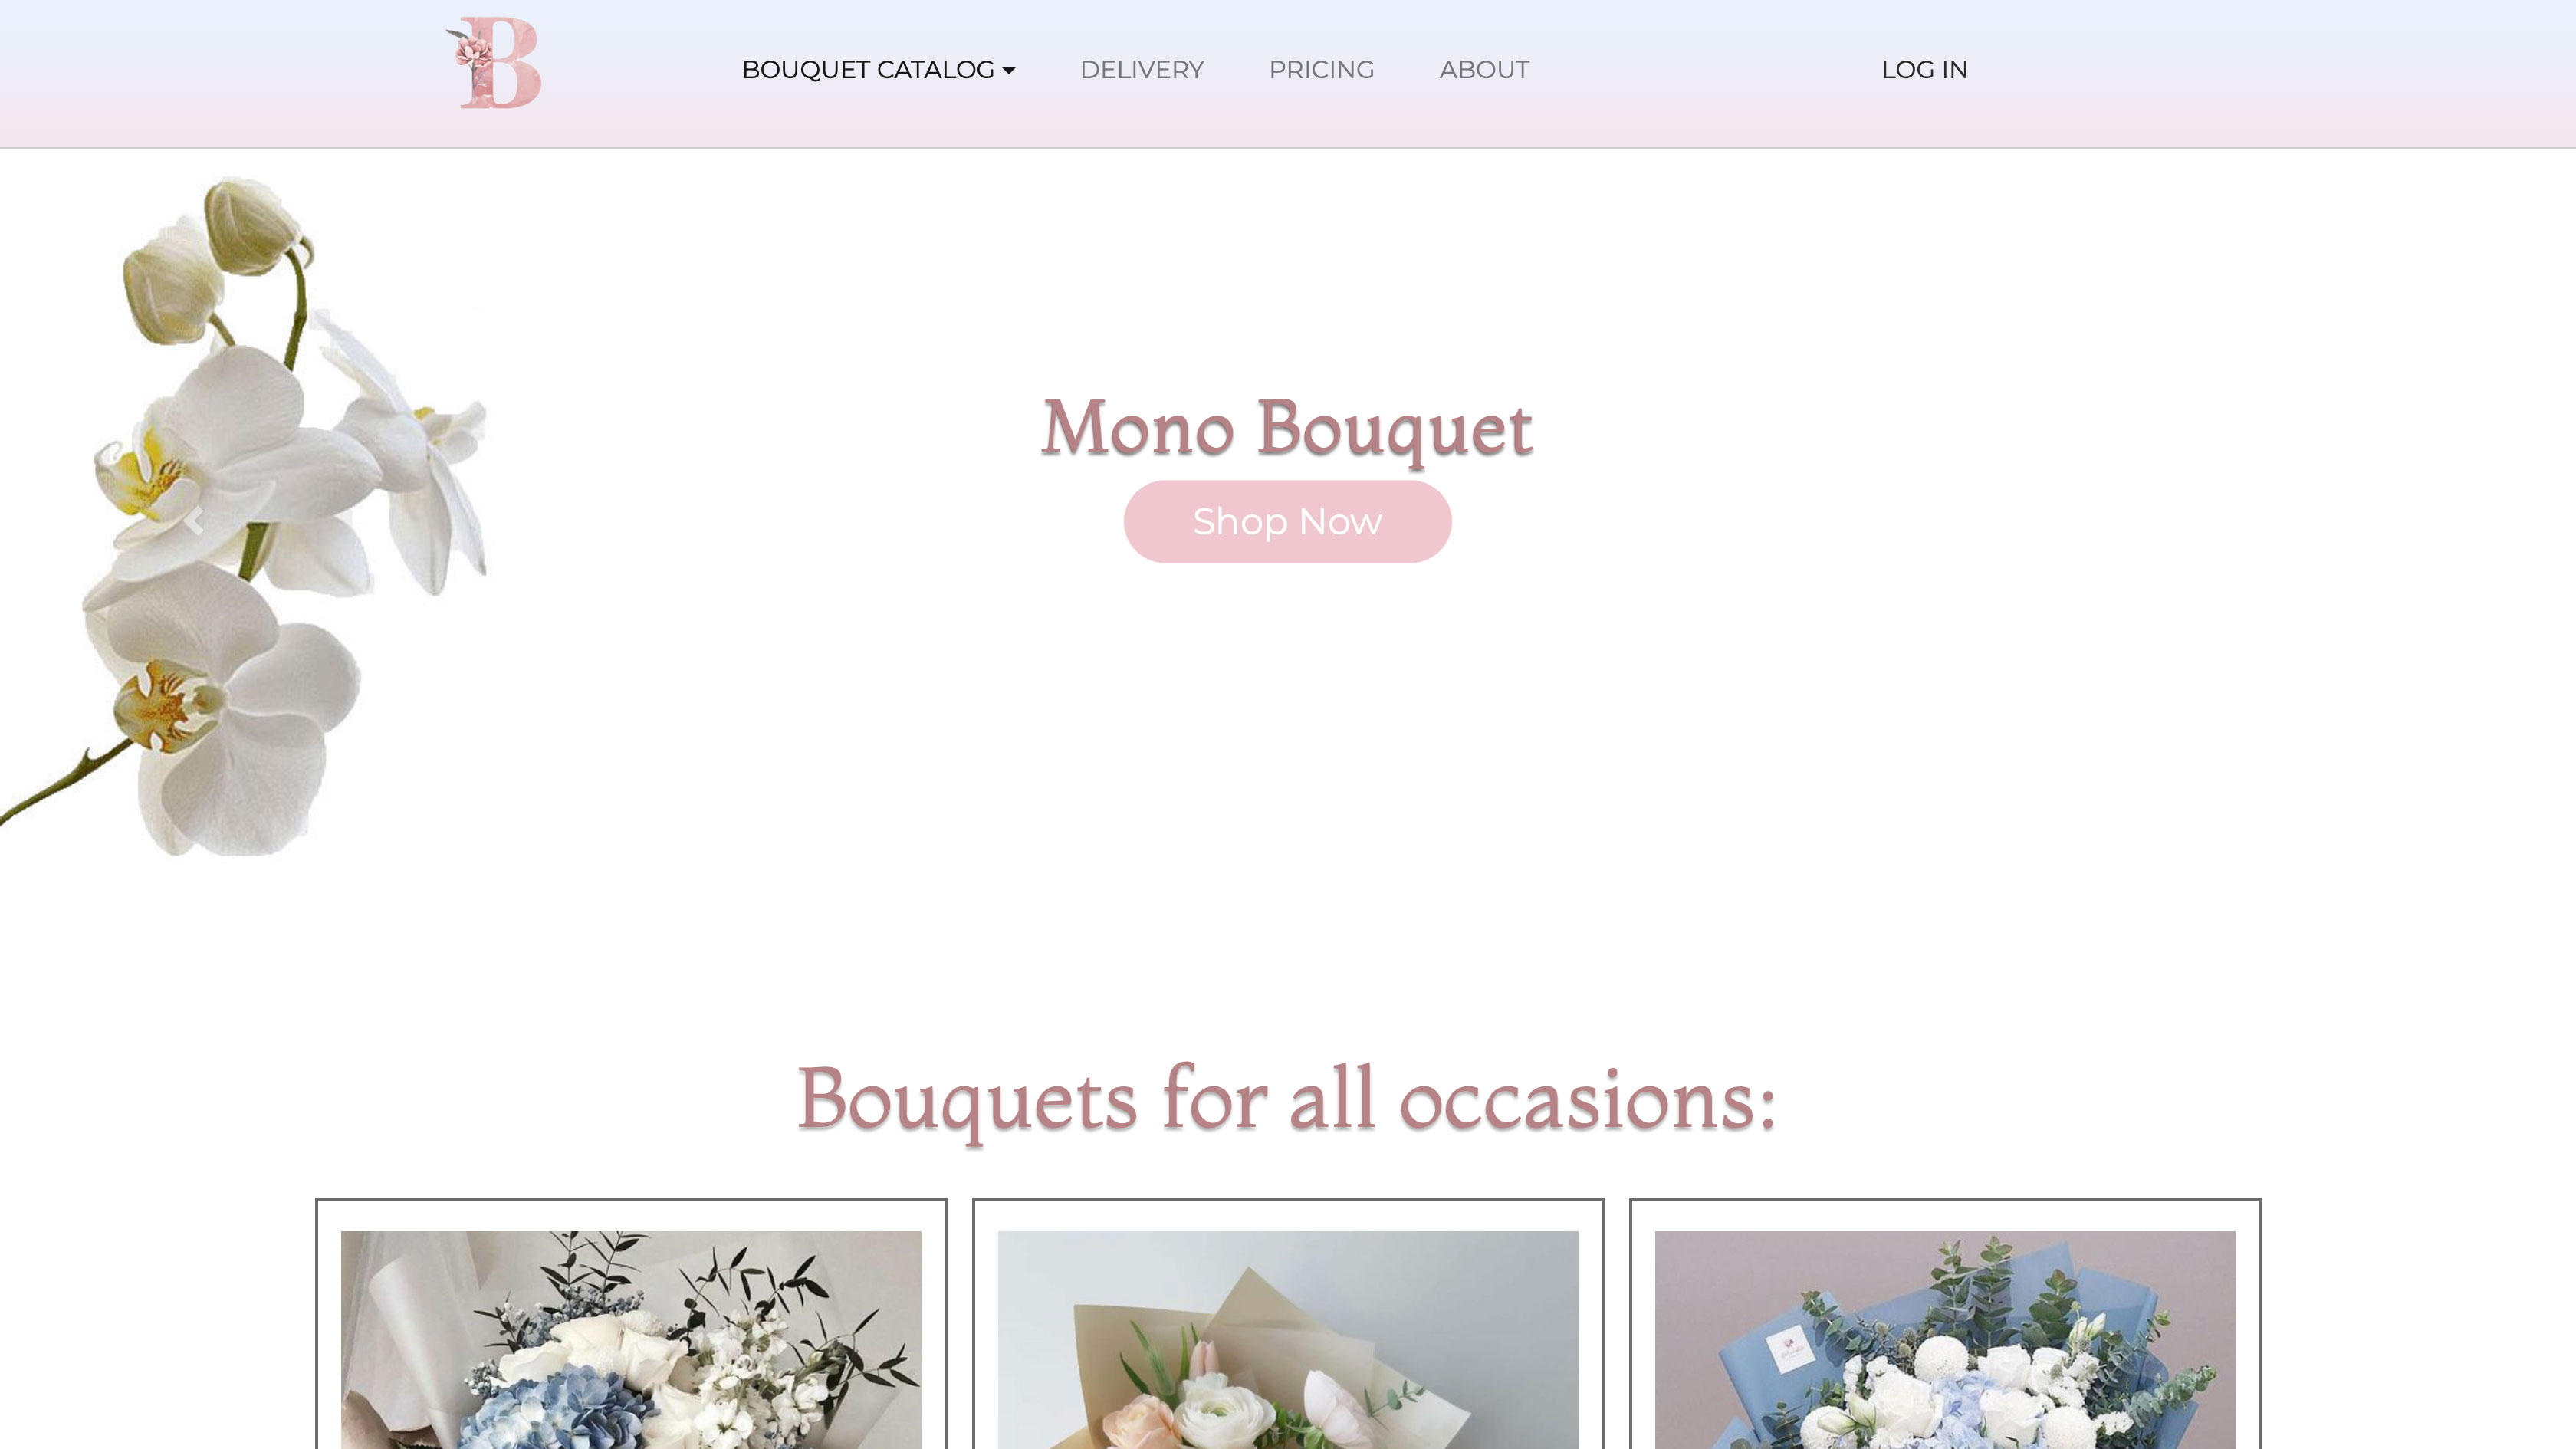 B
BOUQUET CATALOG
DELIVERY
PRICING
ABOUT
LOG IN
Mono Bouquet
Shop Now
Bouquets for all occasions: